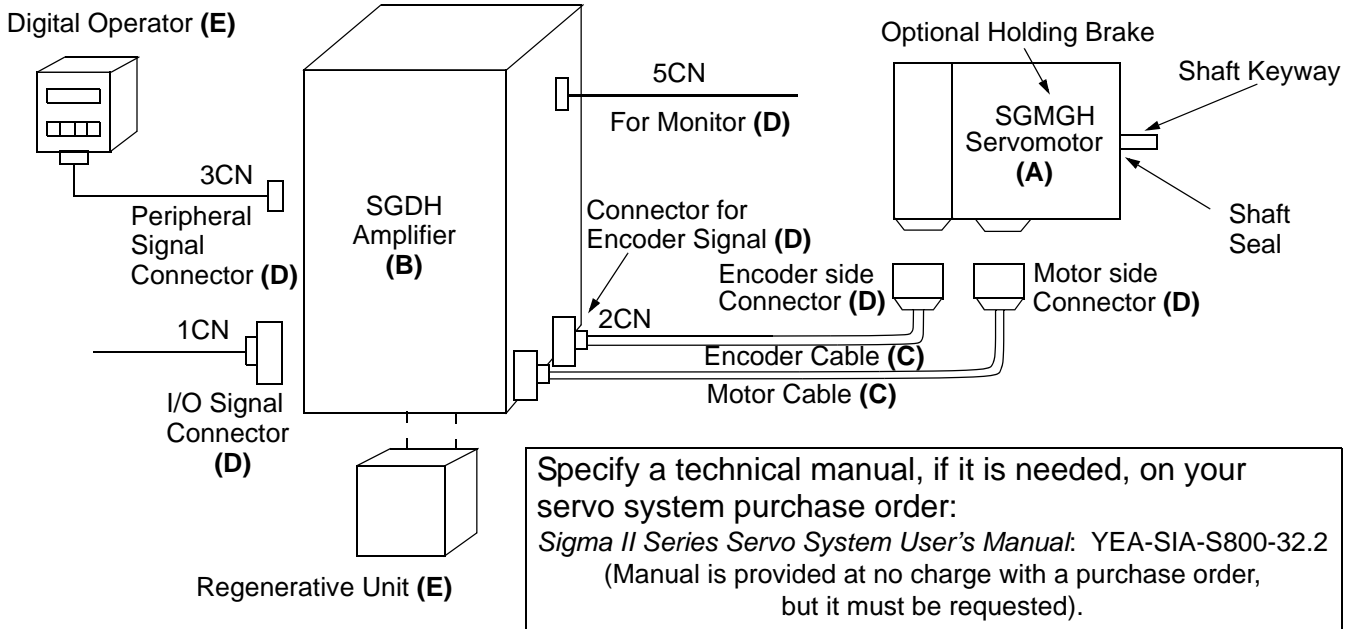 Digital Operator (E)
3CN
Peripheral
Signal
Connector (D)
1CN
I/O Signal
Connector
(D)
SGDH
Amplifier
(B)
Regenerative Unit (E)
5CN
For Monitor (D)
Connector for
Encoder Signal (D)
2CN
Encoder Cable (C)
Motor Cable (C)
Encoder side
Connector (D)
Motor side
Connector (D)
Optional Holding Brake
SGMGH
Servomotor
(A)
Shaft Keyway
Shaft
Seal
Specify a technical manual, if it is needed, on your
servo system purchase order:
Sigma II Series Servo System User's Manual: YEA-SIA-S800-32.2
(Manual is provided at no charge with a purchase order,
but it must be requested).